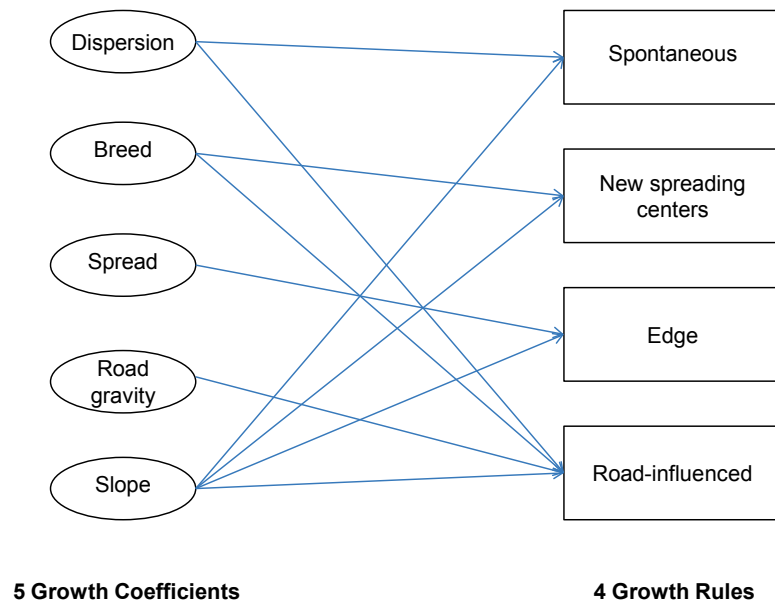 Dispersion
Breed
Spread
Road
gravity
Slope
Spontaneous
New spreading
centers
Edge
Road-influenced
5 Growth Coefficients
4 Growth Rules